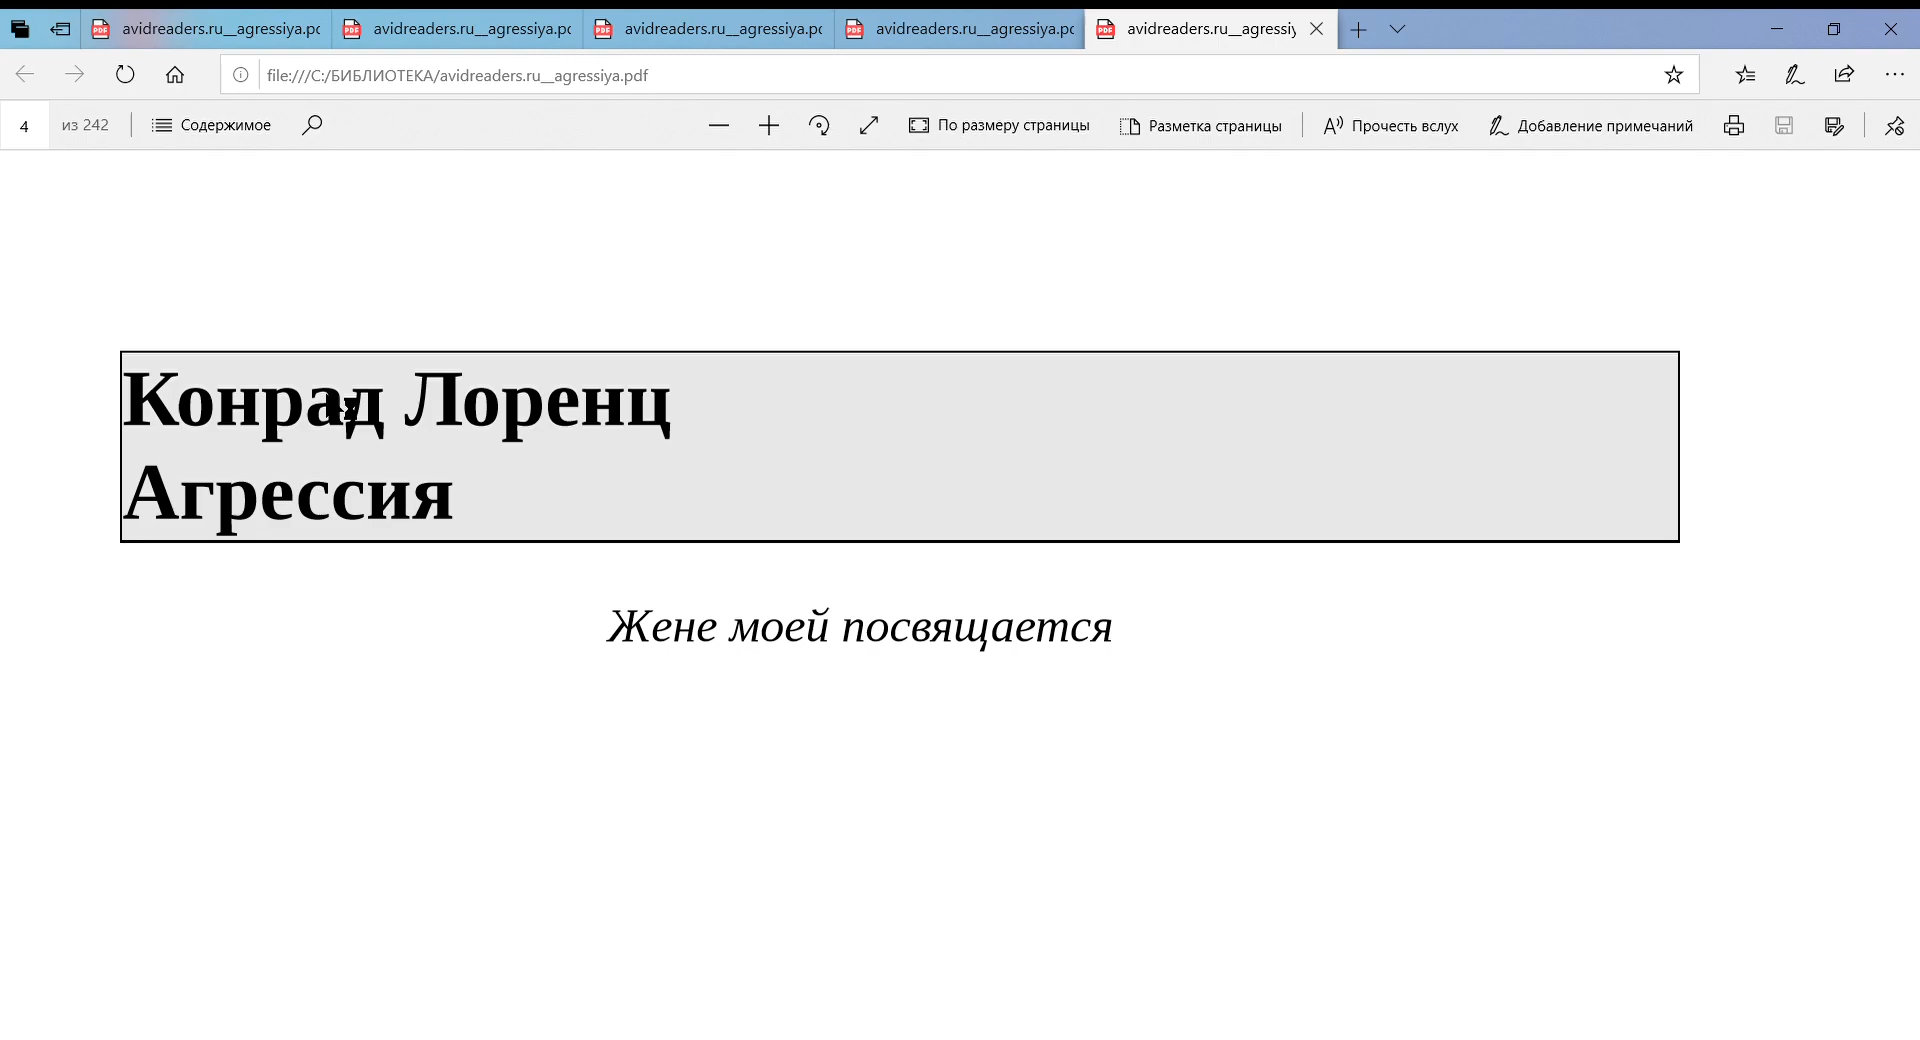 avidreaders.ru__agressiya.pc avidreaders.ru__agressiya.pc avidreaders.ru__agressiya.pc avidreaders.ru__agressiya.pc avidreaders.ru__agressiy
file:///C:/БИБЛИОТЕКА/avidreaders.ru__agressiya.pdf
4 из 242 Содержимое По размеру страницы Разметка страницы Прочесть вслух Добавление примечаний
Конрад Лоренц
Агрессия
Жене моей посвящается